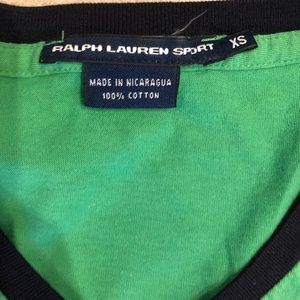 RALPH LAUREN SPORT
XS
MADE IN NICARAGUA
100% COTTON